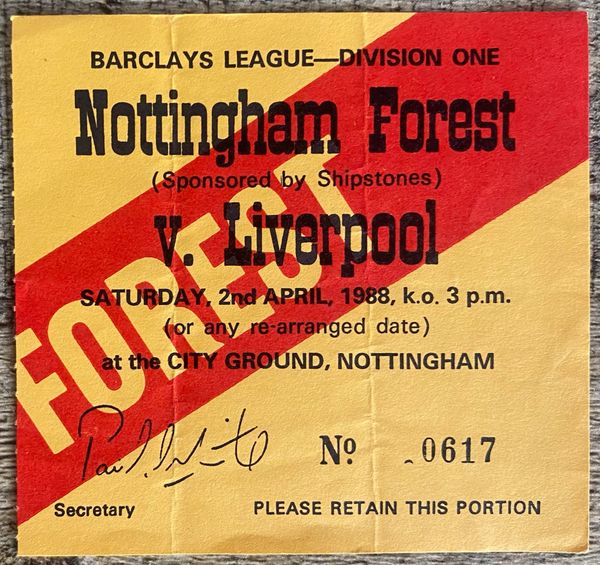 BARCLAYS LEAGUE—DIVISION ONE
Nottingham Forest
(Sponsored by Shipstones)
v. Liverpool
FOREST
SATURDAY, 2nd APRIL, 1988, k.o. 3 p.m.
(or any re-arranged date)
at the CITY GROUND, NOTTINGHAM
Nº 0617
Secretary PLEASE RETAIN THIS PORTION